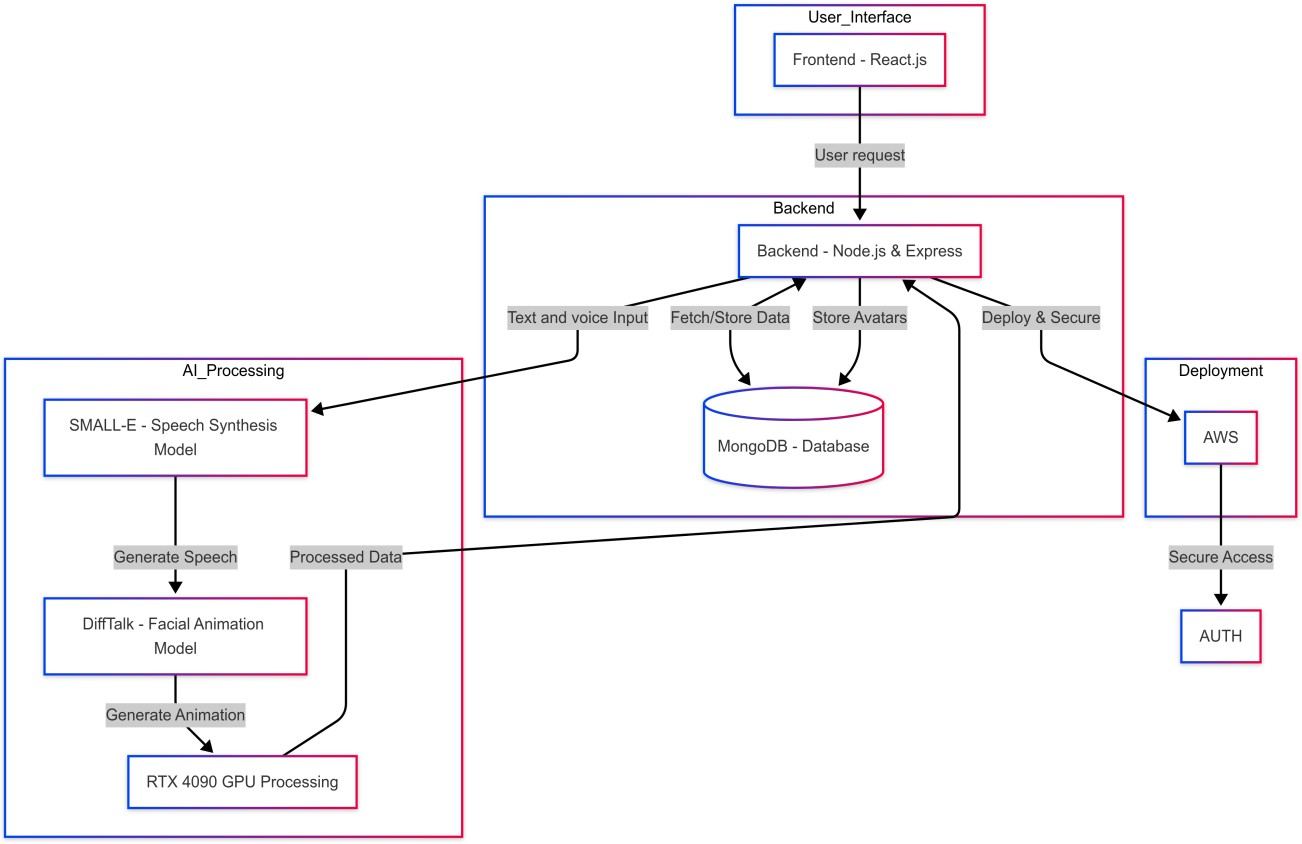 User_Interface
Frontend - React.js
User request
Backend
Backend - Node.js & Express
Text and voice Input
Fetch/Store Data
Store Avatars
Deploy & Secure
AI_Processing
Deployment
SMALL-E - Speech Synthesis
Model
MongoDB - Database
AWS
Generate Speech
Processed Data
Secure Access
DiffTalk - Facial Animation
Model
AUTH
Generate Animation
RTX 4090 GPU Processing